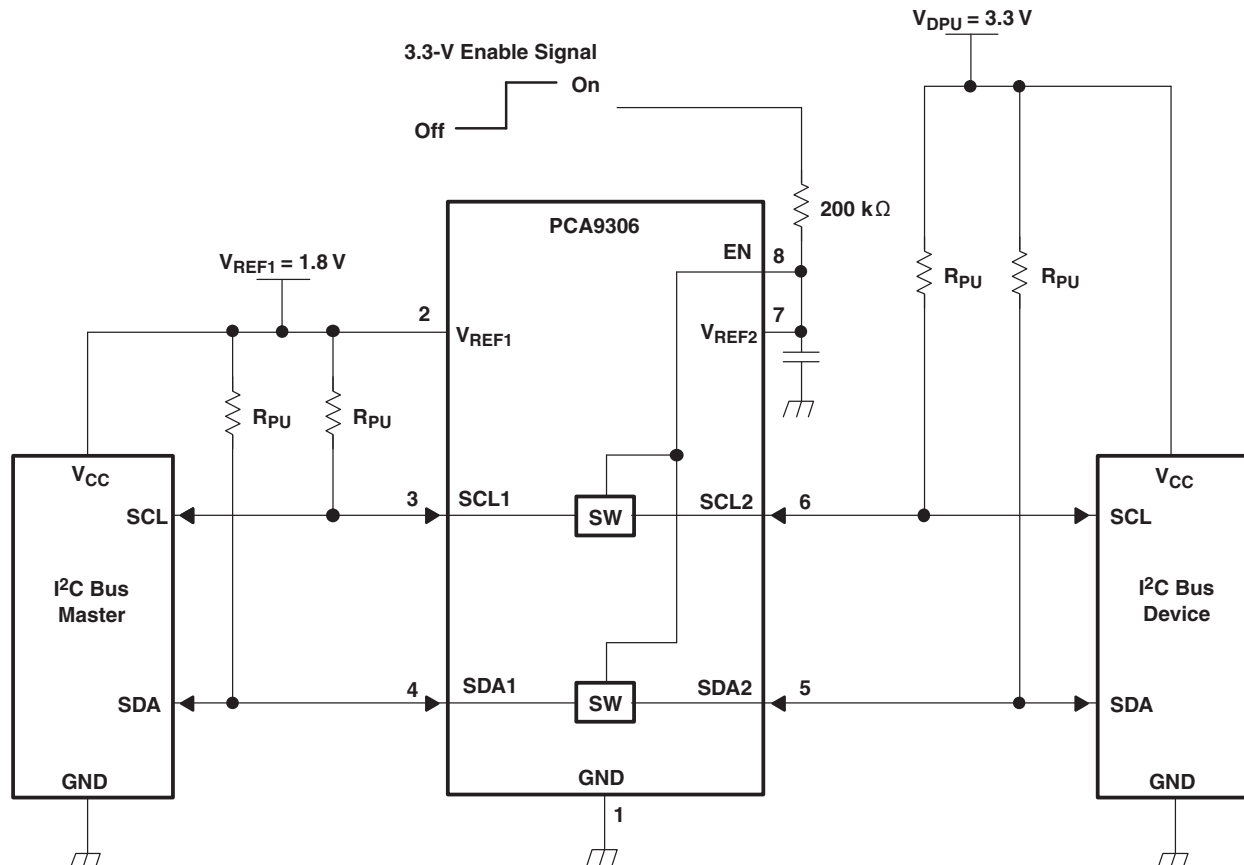 V_DPU = 3.3 V
3.3-V Enable Signal
On
Off
200 kΩ
PCA9306
EN
8
R_PU
R_PU
V_REF1 = 1.8 V
2
7
V_REF1
V_REF2
R_PU
R_PU
V_CC
V_CC
SCL
3
SCL1
SW
SCL2
6
SCL
I²C Bus
Master
I²C Bus
Device
SDA
4
SDA1
SW
SDA2
5
SDA
GND
GND
1
GND